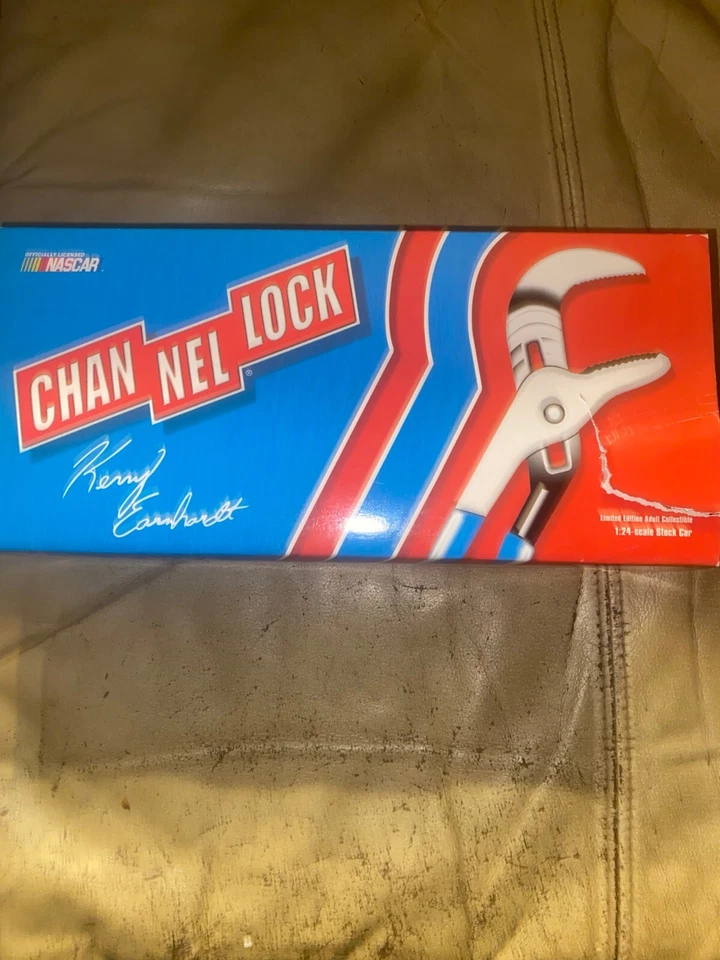 OFFICIALLY LICENSED
NASCAR
CHAN
NEL
LOCK
®
Kerry
Earnhardt
Limited Edition Adult Collectible
1:24-scale Stock Car